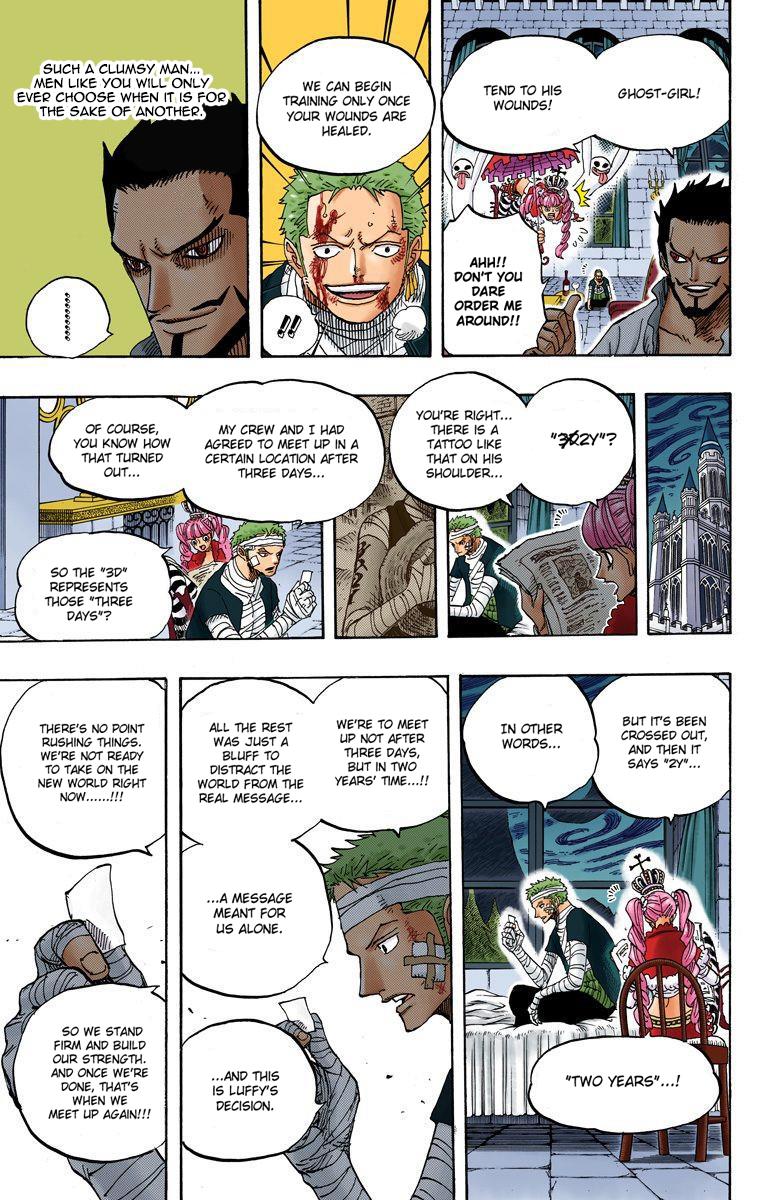 GHOST-GIRL!
TEND TO HIS
WOUNDS!
AHH!!
DON'T YOU
DARE
ORDER ME
AROUND!!
WE CAN BEGIN
TRAINING ONLY ONCE
YOUR WOUNDS ARE
HEALED.
!!
SUCH A CLUMSY MAN...
MEN LIKE YOU WILL ONLY
EVER CHOOSE WHEN IT IS FOR
THE SAKE OF ANOTHER.
"3D2Y"?
YOU'RE RIGHT...
THERE IS A
TATTOO LIKE
THAT ON HIS
SHOULDER...
MY CREW AND I HAD
AGREED TO MEET UP IN A
CERTAIN LOCATION AFTER
THREE DAYS...
OF COURSE,
YOU KNOW HOW
THAT TURNED
OUT...
SO THE "3D"
REPRESENTS
THOSE "THREE
DAYS"?
BUT IT'S BEEN
CROSSED OUT,
AND THEN IT
SAYS "2Y"...
IN OTHER
WORDS...
"TWO YEARS"...!
WE'RE TO MEET
UP NOT AFTER
THREE DAYS,
BUT IN TWO
YEARS' TIME...!!
ALL THE REST
WAS JUST A
BLUFF TO
DISTRACT THE
WORLD FROM THE
REAL MESSAGE...
...A MESSAGE
MEANT FOR
US ALONE.
...AND THIS
IS LUFFY'S
DECISION.
THERE'S NO POINT
RUSHING THINGS.
WE'RE NOT READY
TO TAKE ON THE
NEW WORLD RIGHT
NOW......!!!
SO WE STAND
FIRM AND BUILD
OUR STRENGTH.
AND ONCE WE'RE
DONE, THAT'S
WHEN WE
MEET UP AGAIN!!!